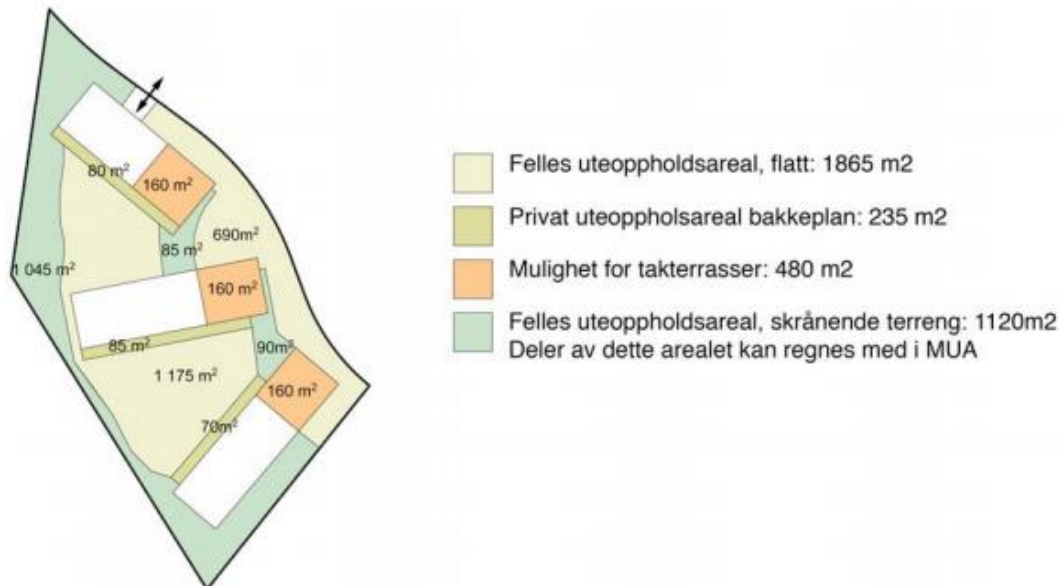 80 m²
160 m²
690m²
85 m²
1 045 m²
160 m²
85 m²
90m²
1 175 m²
160 m²
70m²
Felles uteoppholdsareal, flatt: 1865 m2
Privat uteoppholsareal bakkeplan: 235 m2
Mulighet for takterrasser: 480 m2
Felles uteoppholdsareal, skrånende terreng: 1120m2
Deler av dette arealet kan regnes med i MUA